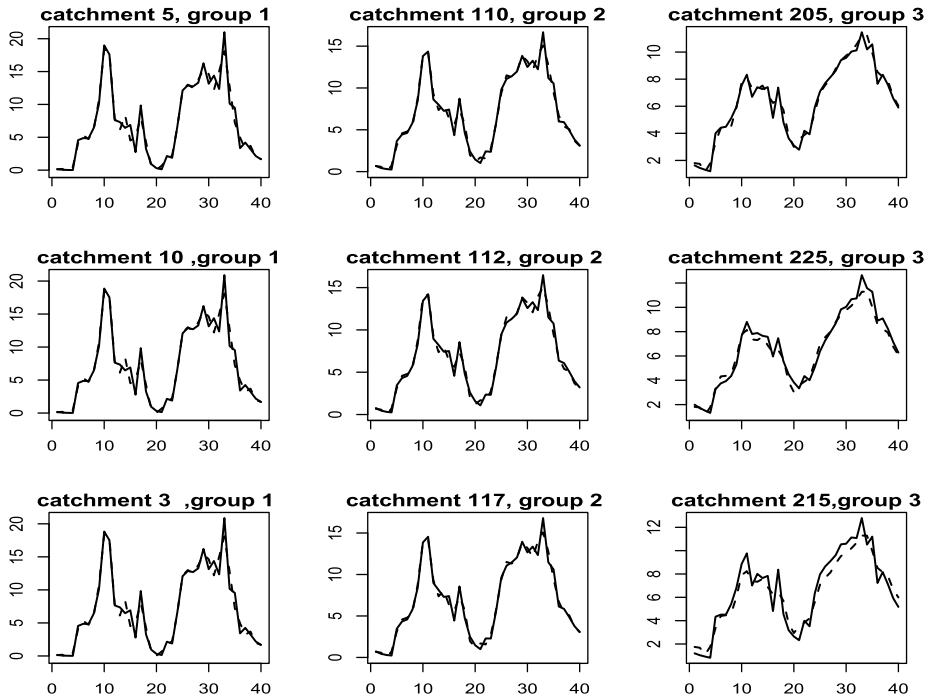 catchment 5, group 1
0 5 10 15 20
0 10 20 30 40
catchment 110, group 2
0 5 10 15
0 10 20 30 40
catchment 205, group 3
2 4 6 8 10
0 10 20 30 40
catchment 10 ,group 1
0 5 10 15 20
0 10 20 30 40
catchment 112, group 2
0 5 10 15
0 10 20 30 40
catchment 225, group 3
2 4 6 8 10
0 10 20 30 40
catchment 3 ,group 1
0 5 10 15 20
0 10 20 30 40
catchment 117, group 2
0 5 10 15
0 10 20 30 40
catchment 215,group 3
2 4 6 8 12
0 10 20 30 40